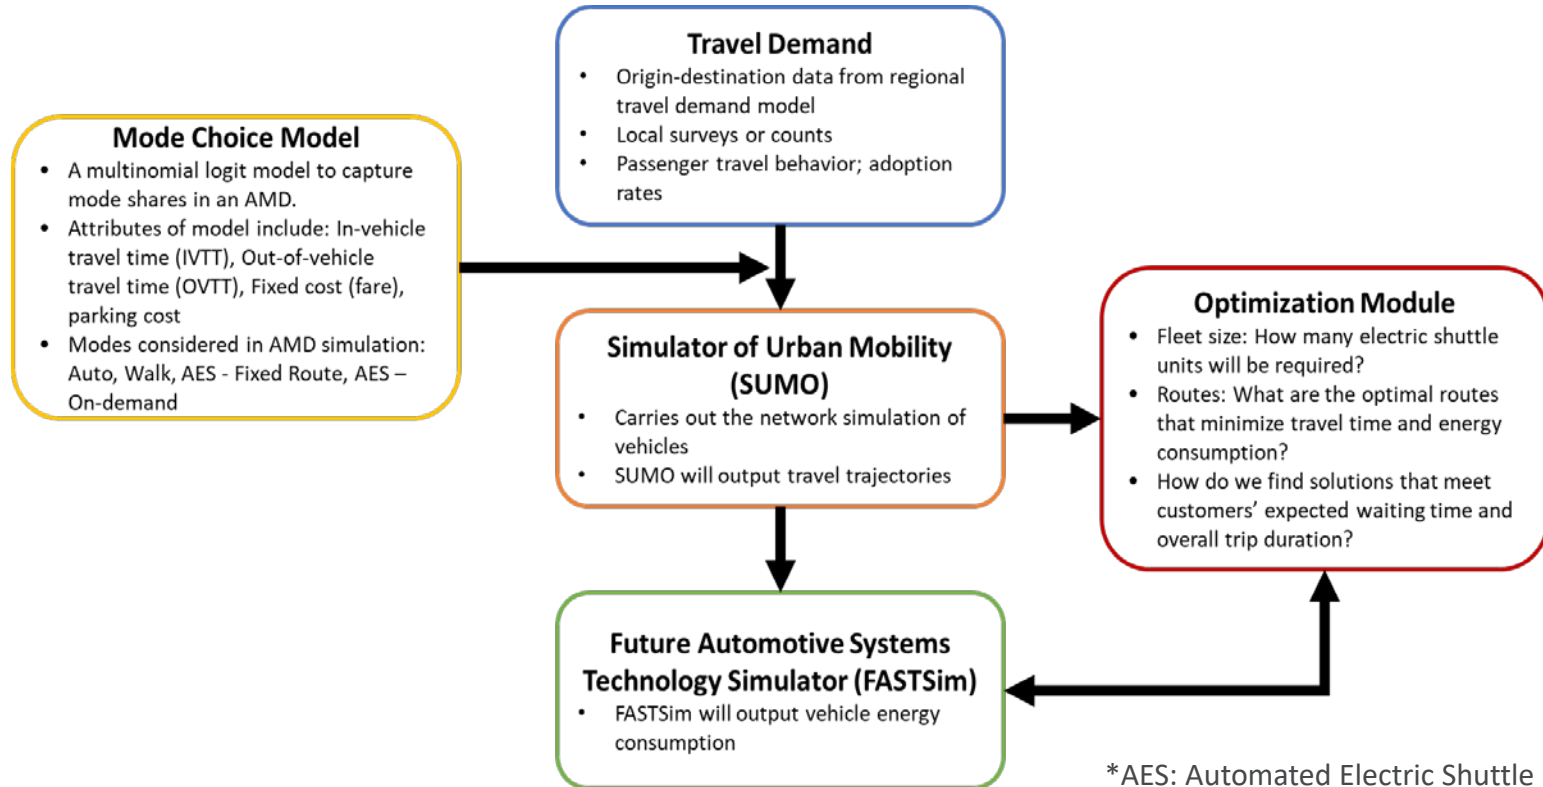 Travel Demand
• Origin-destination data from regional
travel demand model
• Local surveys or counts
• Passenger travel behavior; adoption
rates
Mode Choice Model
• A multinomial logit model to capture
mode shares in an AMD.
• Attributes of model include: In-vehicle
travel time (IVTT), Out-of-vehicle
travel time (OVTT), Fixed cost (fare),
parking cost
• Modes considered in AMD simulation:
Auto, Walk, AES - Fixed Route, AES –
On-demand
Simulator of Urban Mobility
(SUMO)
• Carries out the network simulation of
vehicles
• SUMO will output travel trajectories
Optimization Module
• Fleet size: How many electric shuttle
units will be required?
• Routes: What are the optimal routes
that minimize travel time and energy
consumption?
• How do we find solutions that meet
customers’ expected waiting time and
overall trip duration?
Future Automotive Systems
Technology Simulator (FASTSim)
• FASTSim will output vehicle energy
consumption
*AES: Automated Electric Shuttle